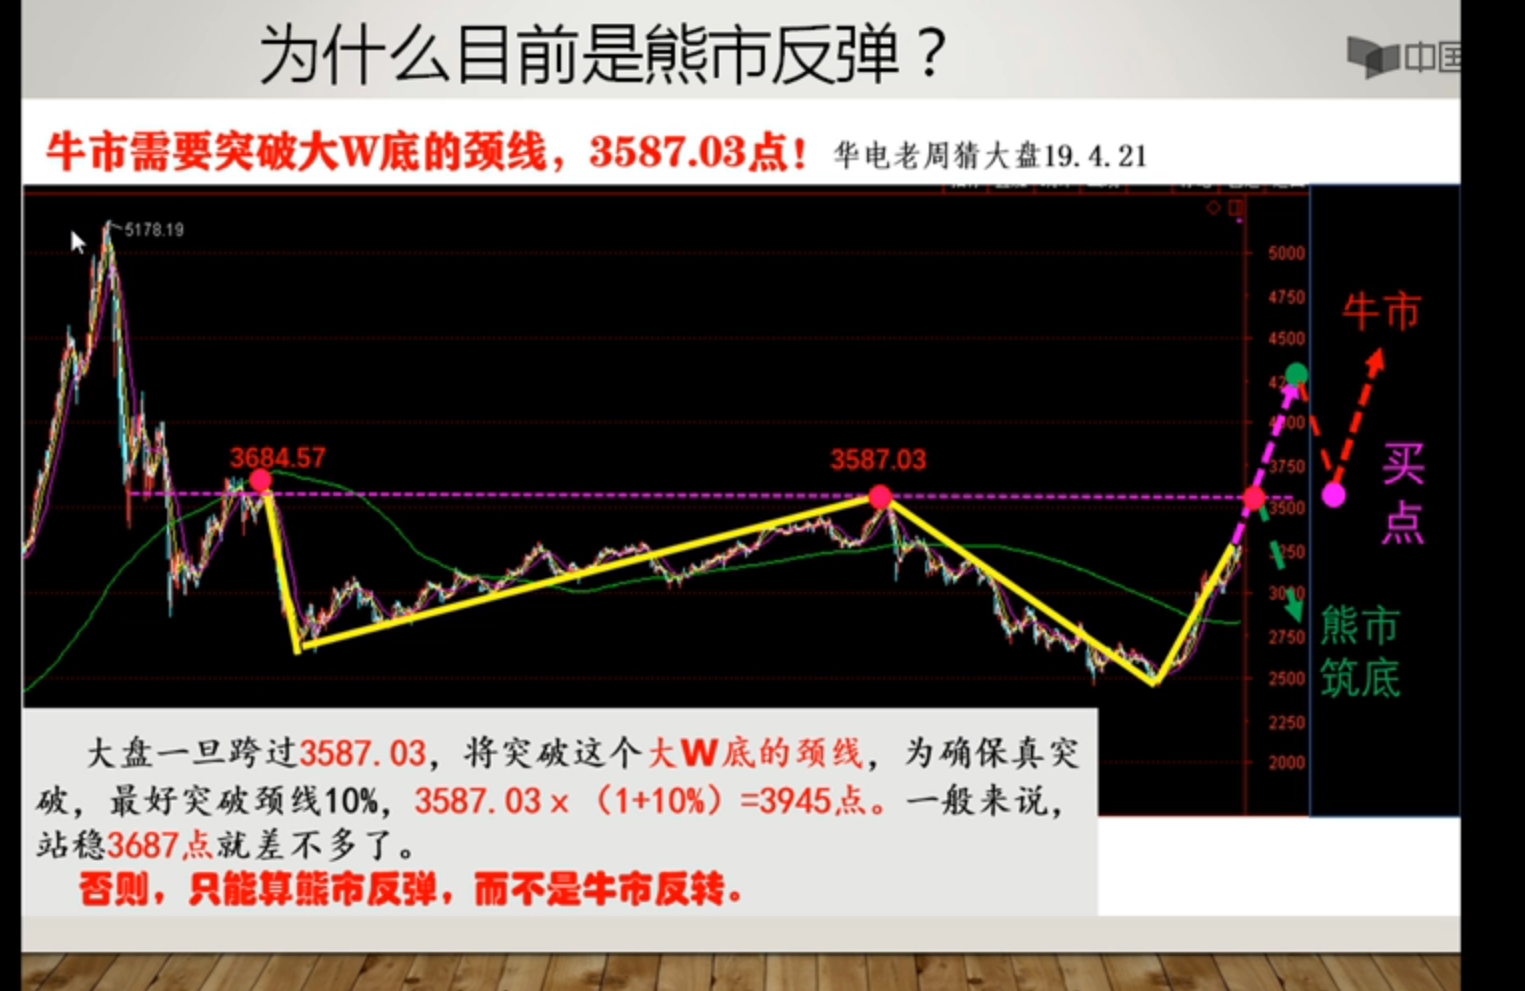 为什么目前是熊市反弹？
中国
牛市需要突破大W底的颈线，3587.03点！ 华电老周猜大盘19.4.21
5178.19
5000
4750
牛市
4500
4000
3684.57
3587.03
3750
买
点
3500
3250
3000
2750
熊市
筑底
2500
2250
2000
大盘一旦跨过3587.03，将突破这个大W底的颈线，为确保真突
破，最好突破颈线10%，3587.03×（1+10%）=3945点。一般来说，
站稳3687点就差不多了。
否则，只能算熊市反弹，而不是牛市反转。